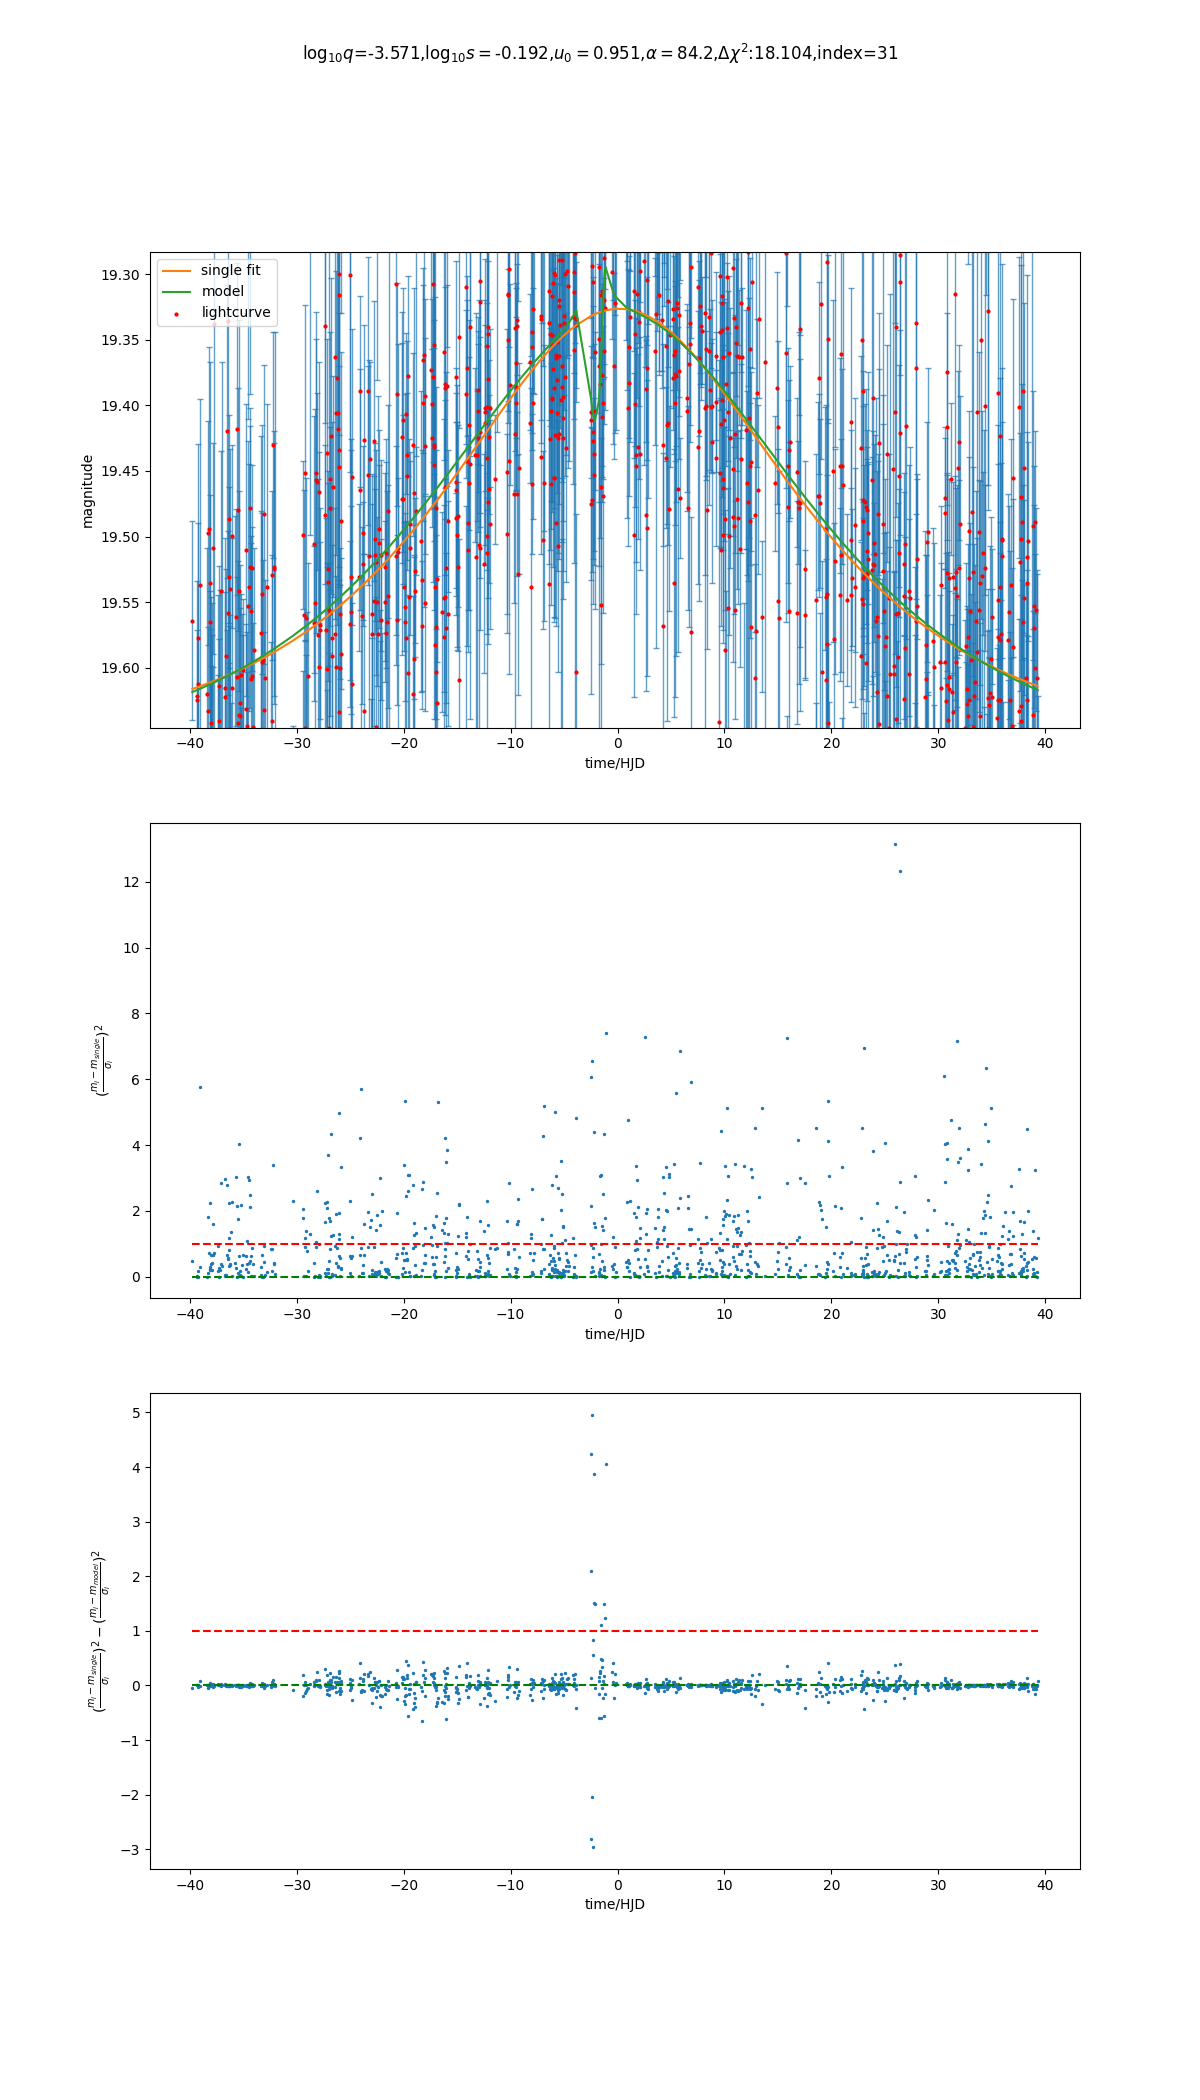 log₁₀q=-3.571,log₁₀s = -0.192,u₀ = 0.951,α = 84.2,Δχ²:18.104,index=31
single fit
model
lightcurve
19.30
19.35
19.40
19.45
19.50
19.55
19.60
magnitude
−40 −30 −20 −10 0 10 20 30 40
time/HJD
12
10
8
6
4
2
0
((mᵢ − m_single)/σᵢ)²
−40 −30 −20 −10 0 10 20 30 40
time/HJD
5
4
3
2
1
0
−1
−2
−3
((mᵢ − m_single)/σᵢ)² − ((mᵢ − m_model)/σᵢ)²
−40 −30 −20 −10 0 10 20 30 40
time/HJD